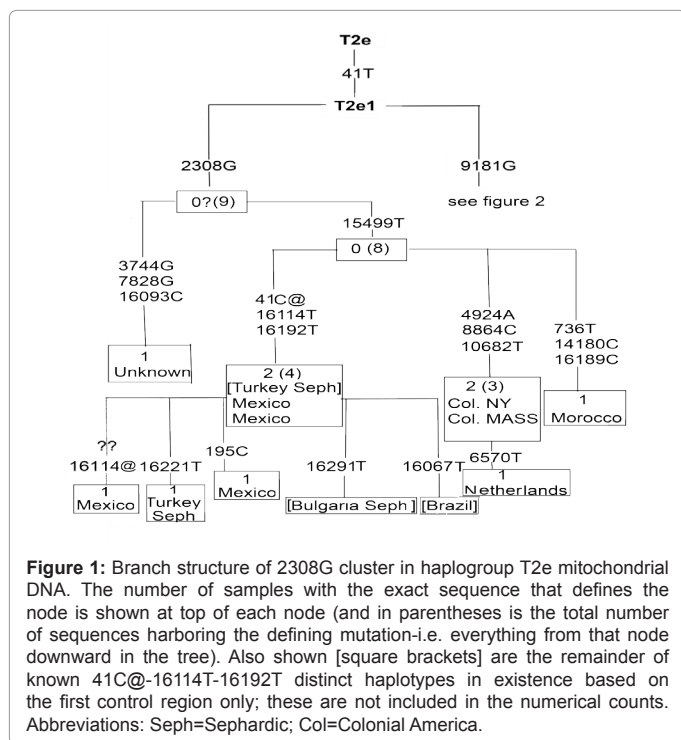 T2e
41T
T2e1
2308G
9181G
0?(9)
see figure 2
15499T
0 (8)
3744G
7828G
16093C
41C@
16114T
16192T
4924A
8864C
10682T
736T
14180C
16189C
1
Unknown
2 (4)
[Turkey Seph]
Mexico
Mexico
2 (3)
Col. NY
Col. MASS
1
Morocco
??
16114@
16221T
195C
16291T
16067T
6570T
1
Mexico
1
Turkey
Seph
1
Mexico
[Bulgaria Seph ]
[Brazil]
1
Netherlands
Figure 1: Branch structure of 2308G cluster in haplogroup T2e mitochondrial
DNA. The number of samples with the exact sequence that defines the
node is shown at top of each node (and in parentheses is the total number
of sequences harboring the defining mutation-i.e. everything from that node
downward in the tree). Also shown [square brackets] are the remainder of
known 41C@-16114T-16192T distinct haplotypes in existence based on
the first control region only; these are not included in the numerical counts.
Abbreviations: Seph=Sephardic; Col=Colonial America.